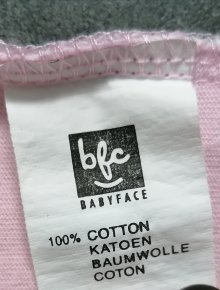 bfc
BABYFACE
100% COTTON
KATOEN
BAUMWOLLE
COTON